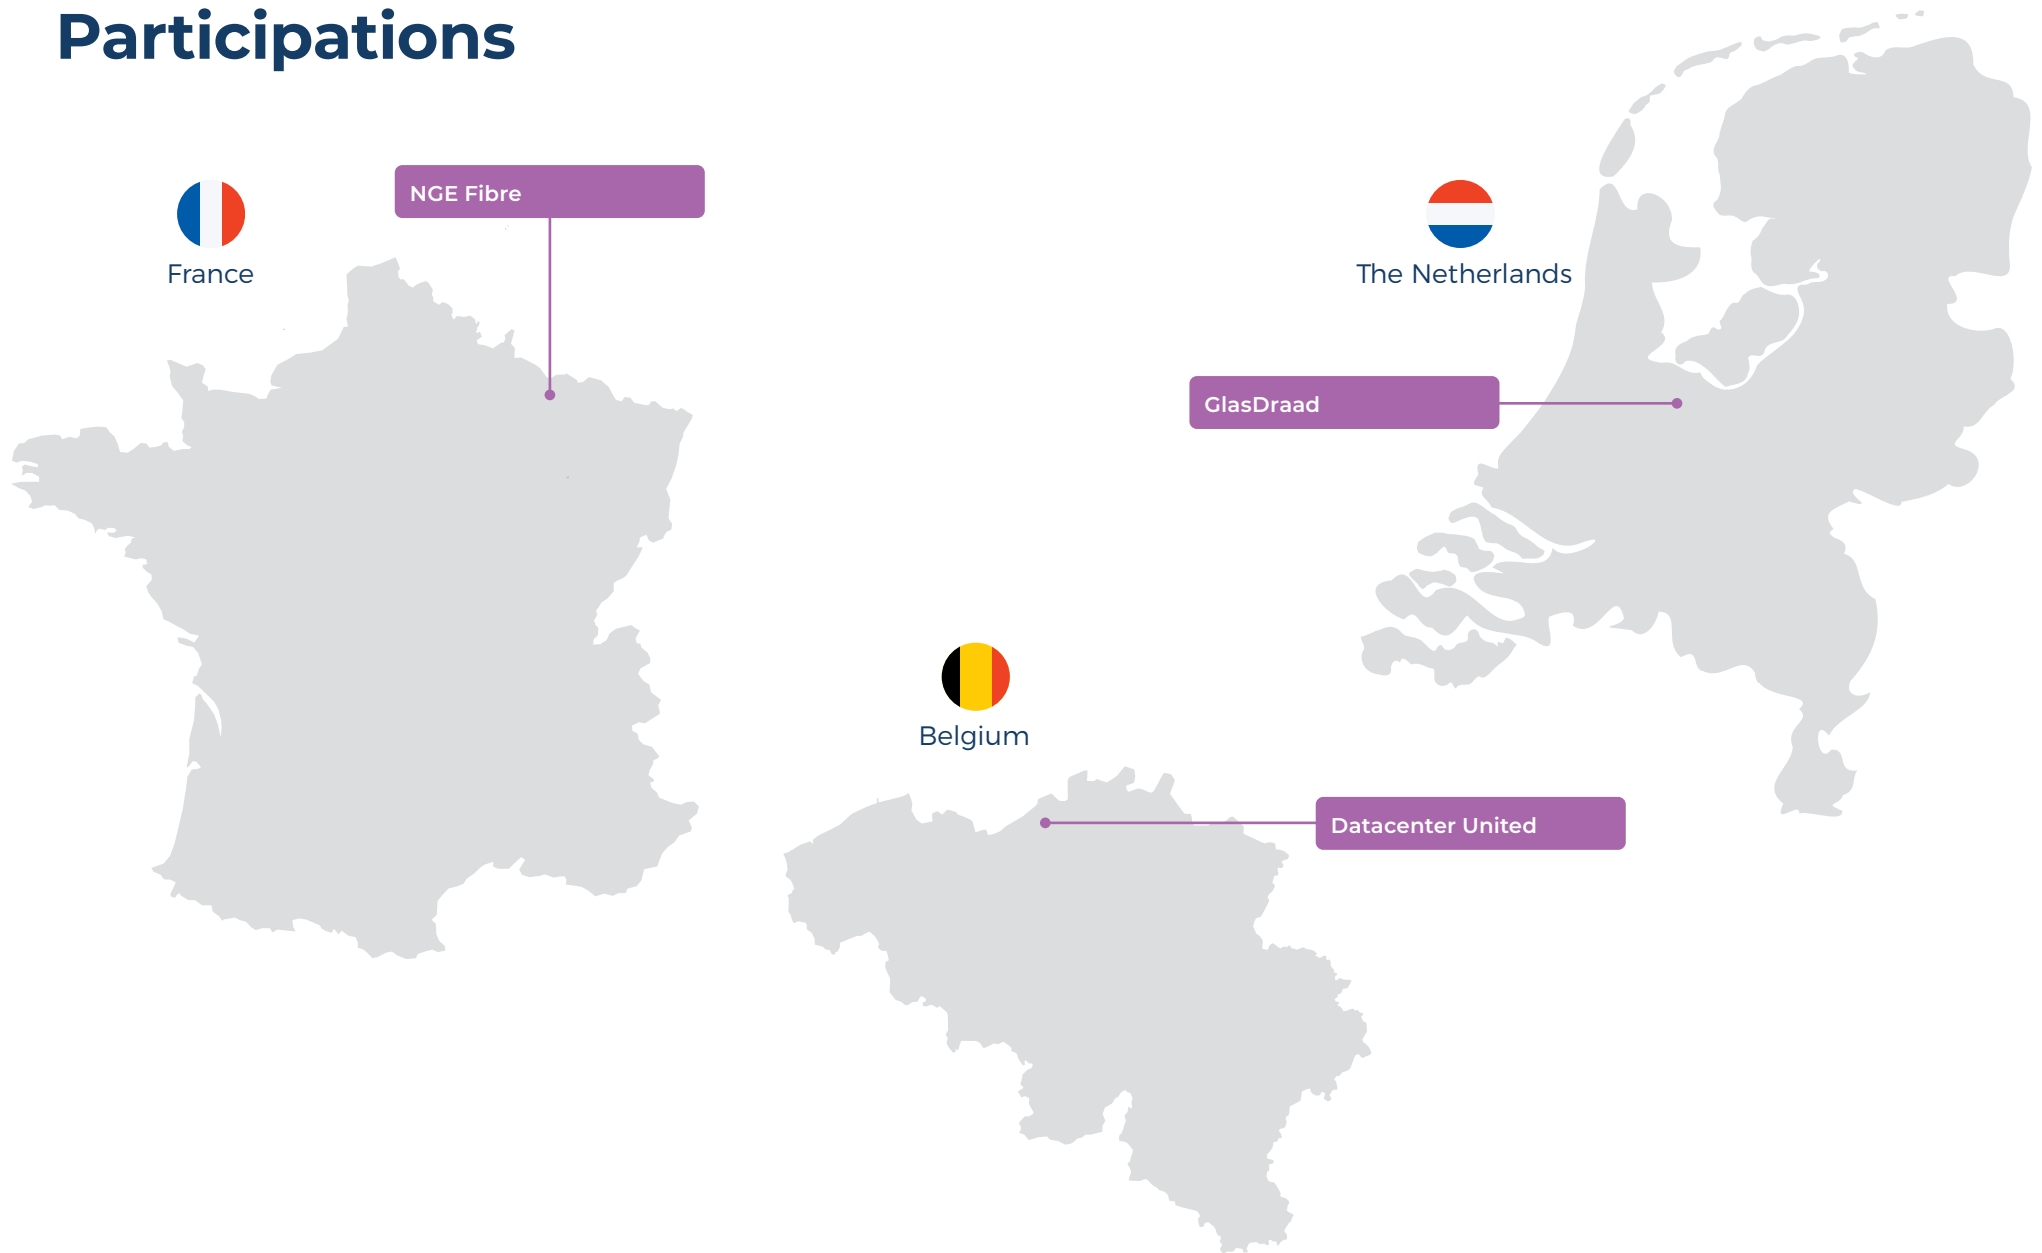 Participations
NGE Fibre
France
The Netherlands
GlasDraad
Belgium
Datacenter United